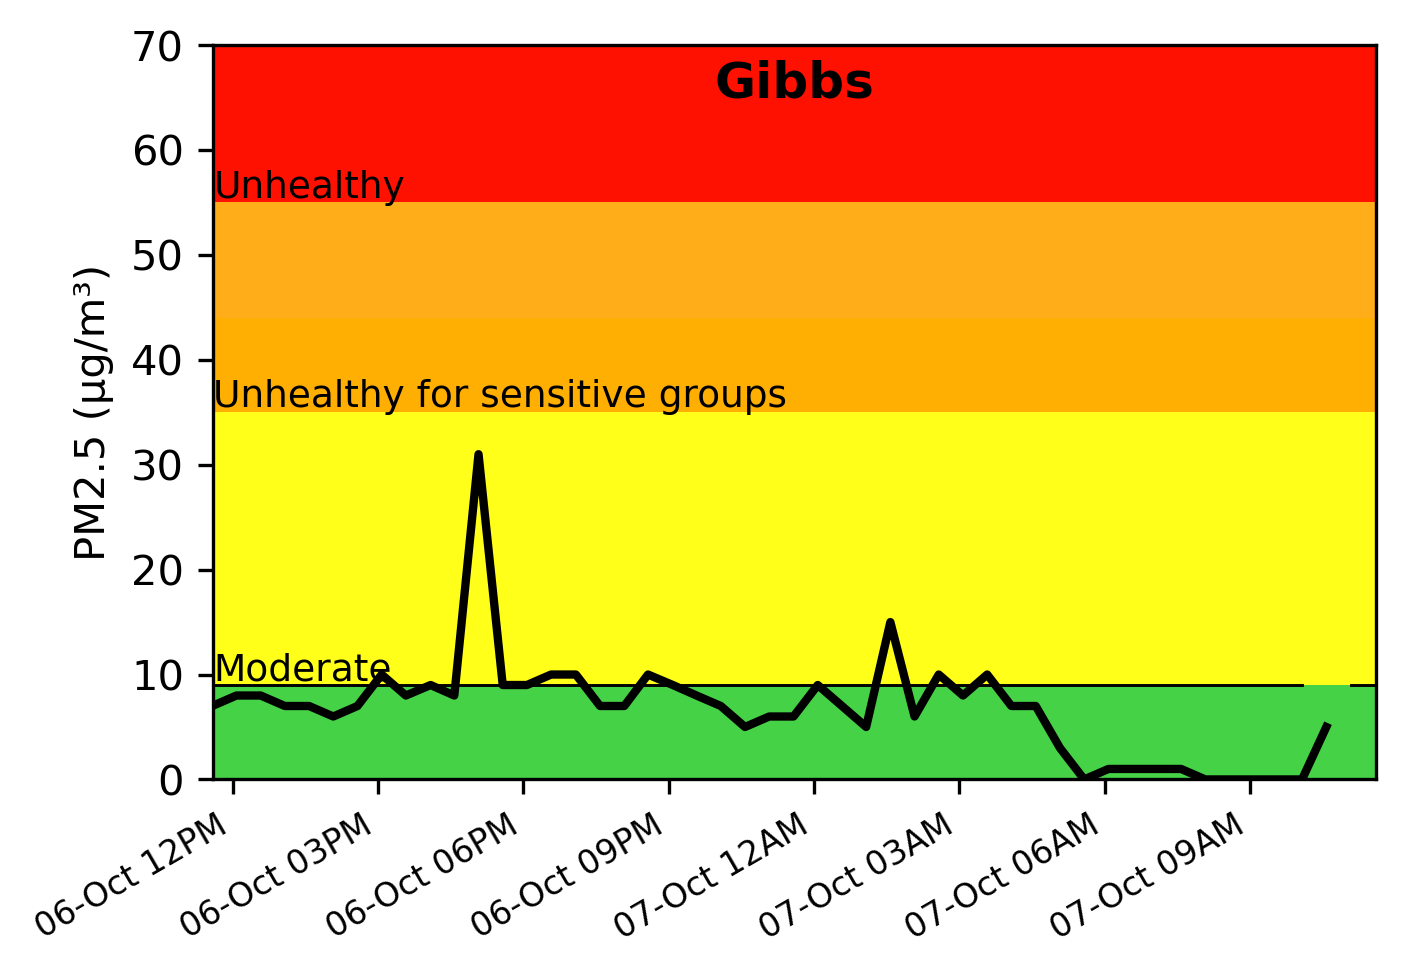 Gibbs
70
60
50
40
30
20
10
0
PM2.5 (µg/m³)
Unhealthy
Unhealthy for sensitive groups
Moderate
06-Oct 12PM
06-Oct 03PM
06-Oct 06PM
06-Oct 09PM
07-Oct 12AM
07-Oct 03AM
07-Oct 06AM
07-Oct 09AM